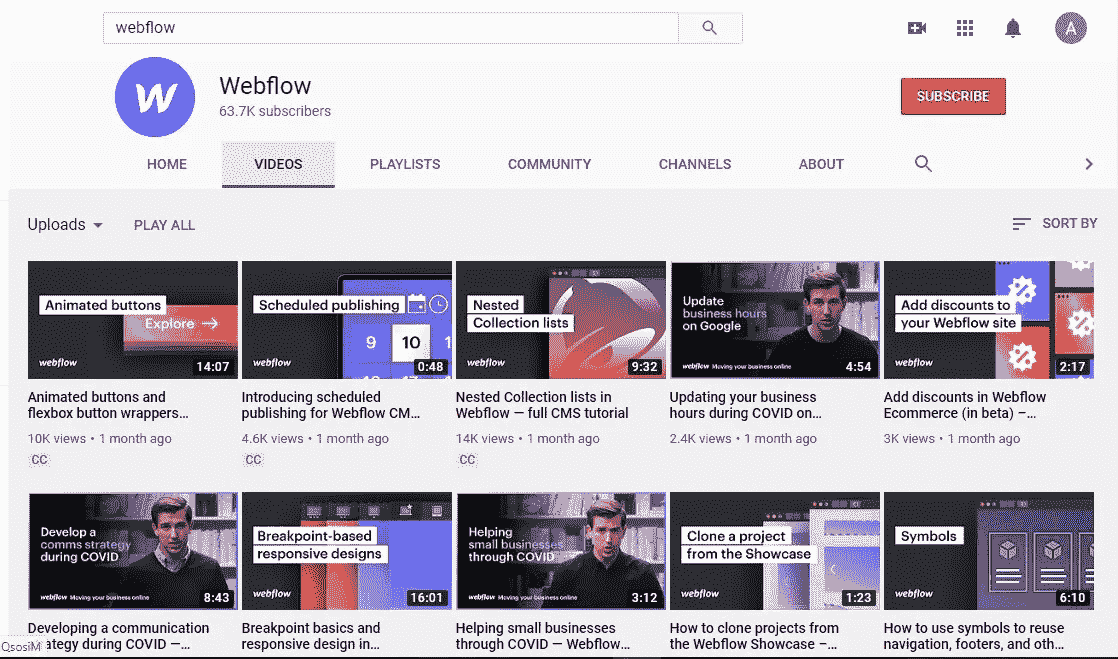 webflow
A
W
Webflow
63.7K subscribers
SUBSCRIBE
HOME VIDEOS PLAYLISTS COMMUNITY CHANNELS ABOUT
Uploads PLAY ALL SORT BY
Animated buttons
Explore →
webflow
14:07
Scheduled publishing
9 10 1
webflow
0:48
Nested
Collection lists
webflow
9:32
Update
business hours
on Google
webflow Moving your business online
4:54
Add discounts to
your Webflow site
webflow
2:17
Animated buttons and
flexbox button wrappers...
10K views • 1 month ago
CC
Introducing scheduled
publishing for Webflow CM...
4.6K views • 1 month ago
CC
Nested Collection lists in
Webflow — full CMS tutorial
14K views • 1 month ago
CC
Updating your business
hours during COVID on...
2.4K views • 1 month ago
Add discounts in Webflow
Ecommerce (in beta) –...
3K views • 1 month ago
Develop a
comms strategy
during COVID
webflow Moving your business online
8:43
Breakpoint-based
responsive designs
webflow
16:01
Helping
small businesses
through COVID
webflow Moving your business online
3:12
Clone a project
from the Showcase
webflow
1:23
Symbols
webflow
6:10
Developing a communication
rategy during COVID —...
QsosiM
Breakpoint basics and
responsive design in...
Helping small businesses
through COVID — Webflow...
How to clone projects from
the Webflow Showcase –...
How to use symbols to reuse
navigation, footers, and oth...